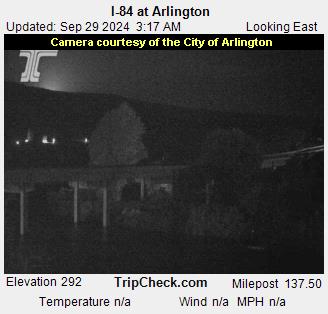 I-84 at Arlington
Updated: Sep 29 2024 3:17 AM Looking East
Camera courtesy of the City of Arlington
Elevation 292 TripCheck.com Milepost 137.50
Temperature n/a Wind n/a MPH n/a